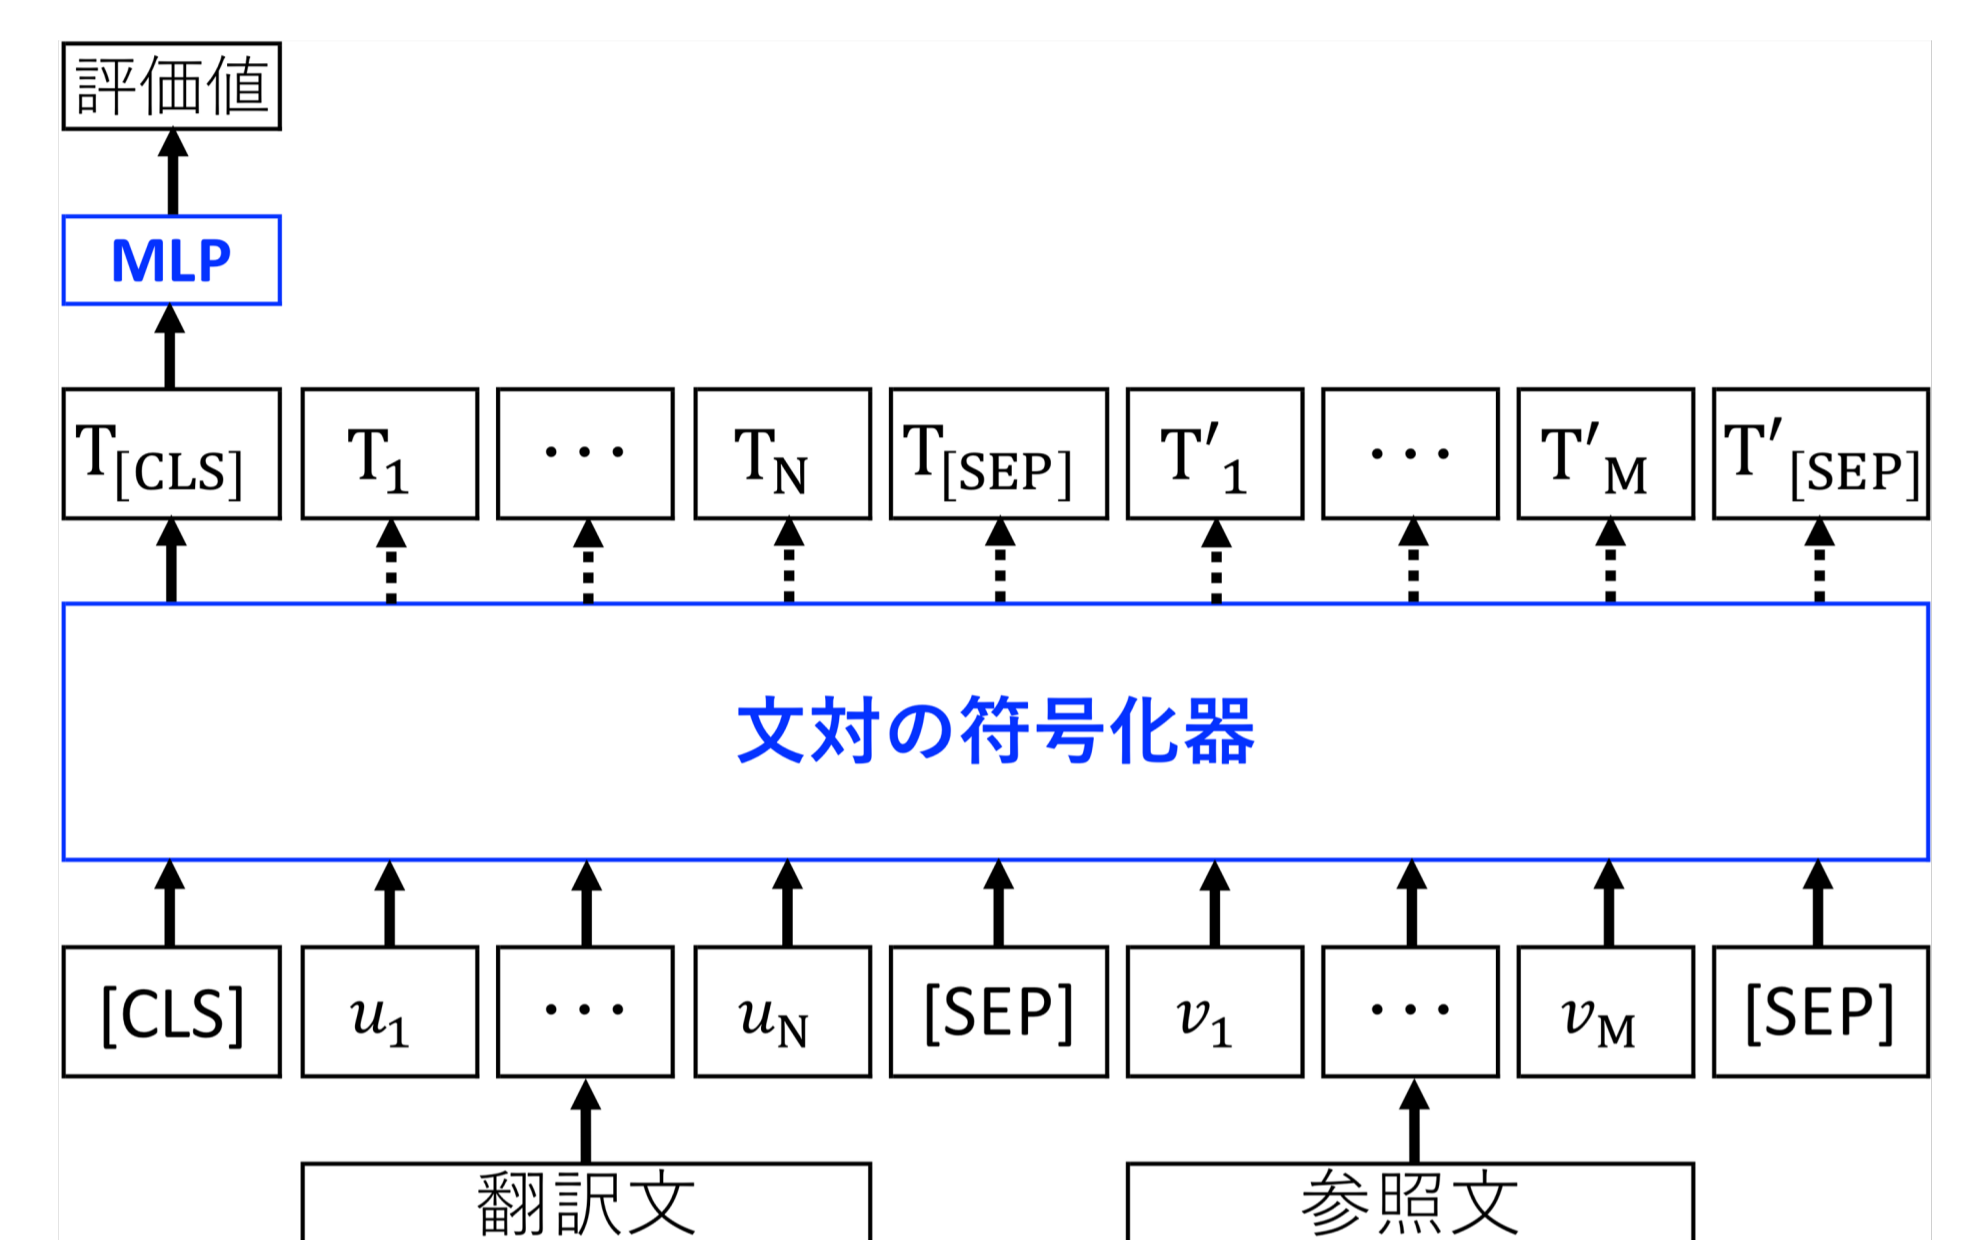 評価値
MLP
T[CLS] T1 ··· TN T[SEP] T′1 ··· T′M T′[SEP]
文対の符号化器
[CLS] u1 ··· uN [SEP] v1 ··· vM [SEP]
翻訳文 参照文